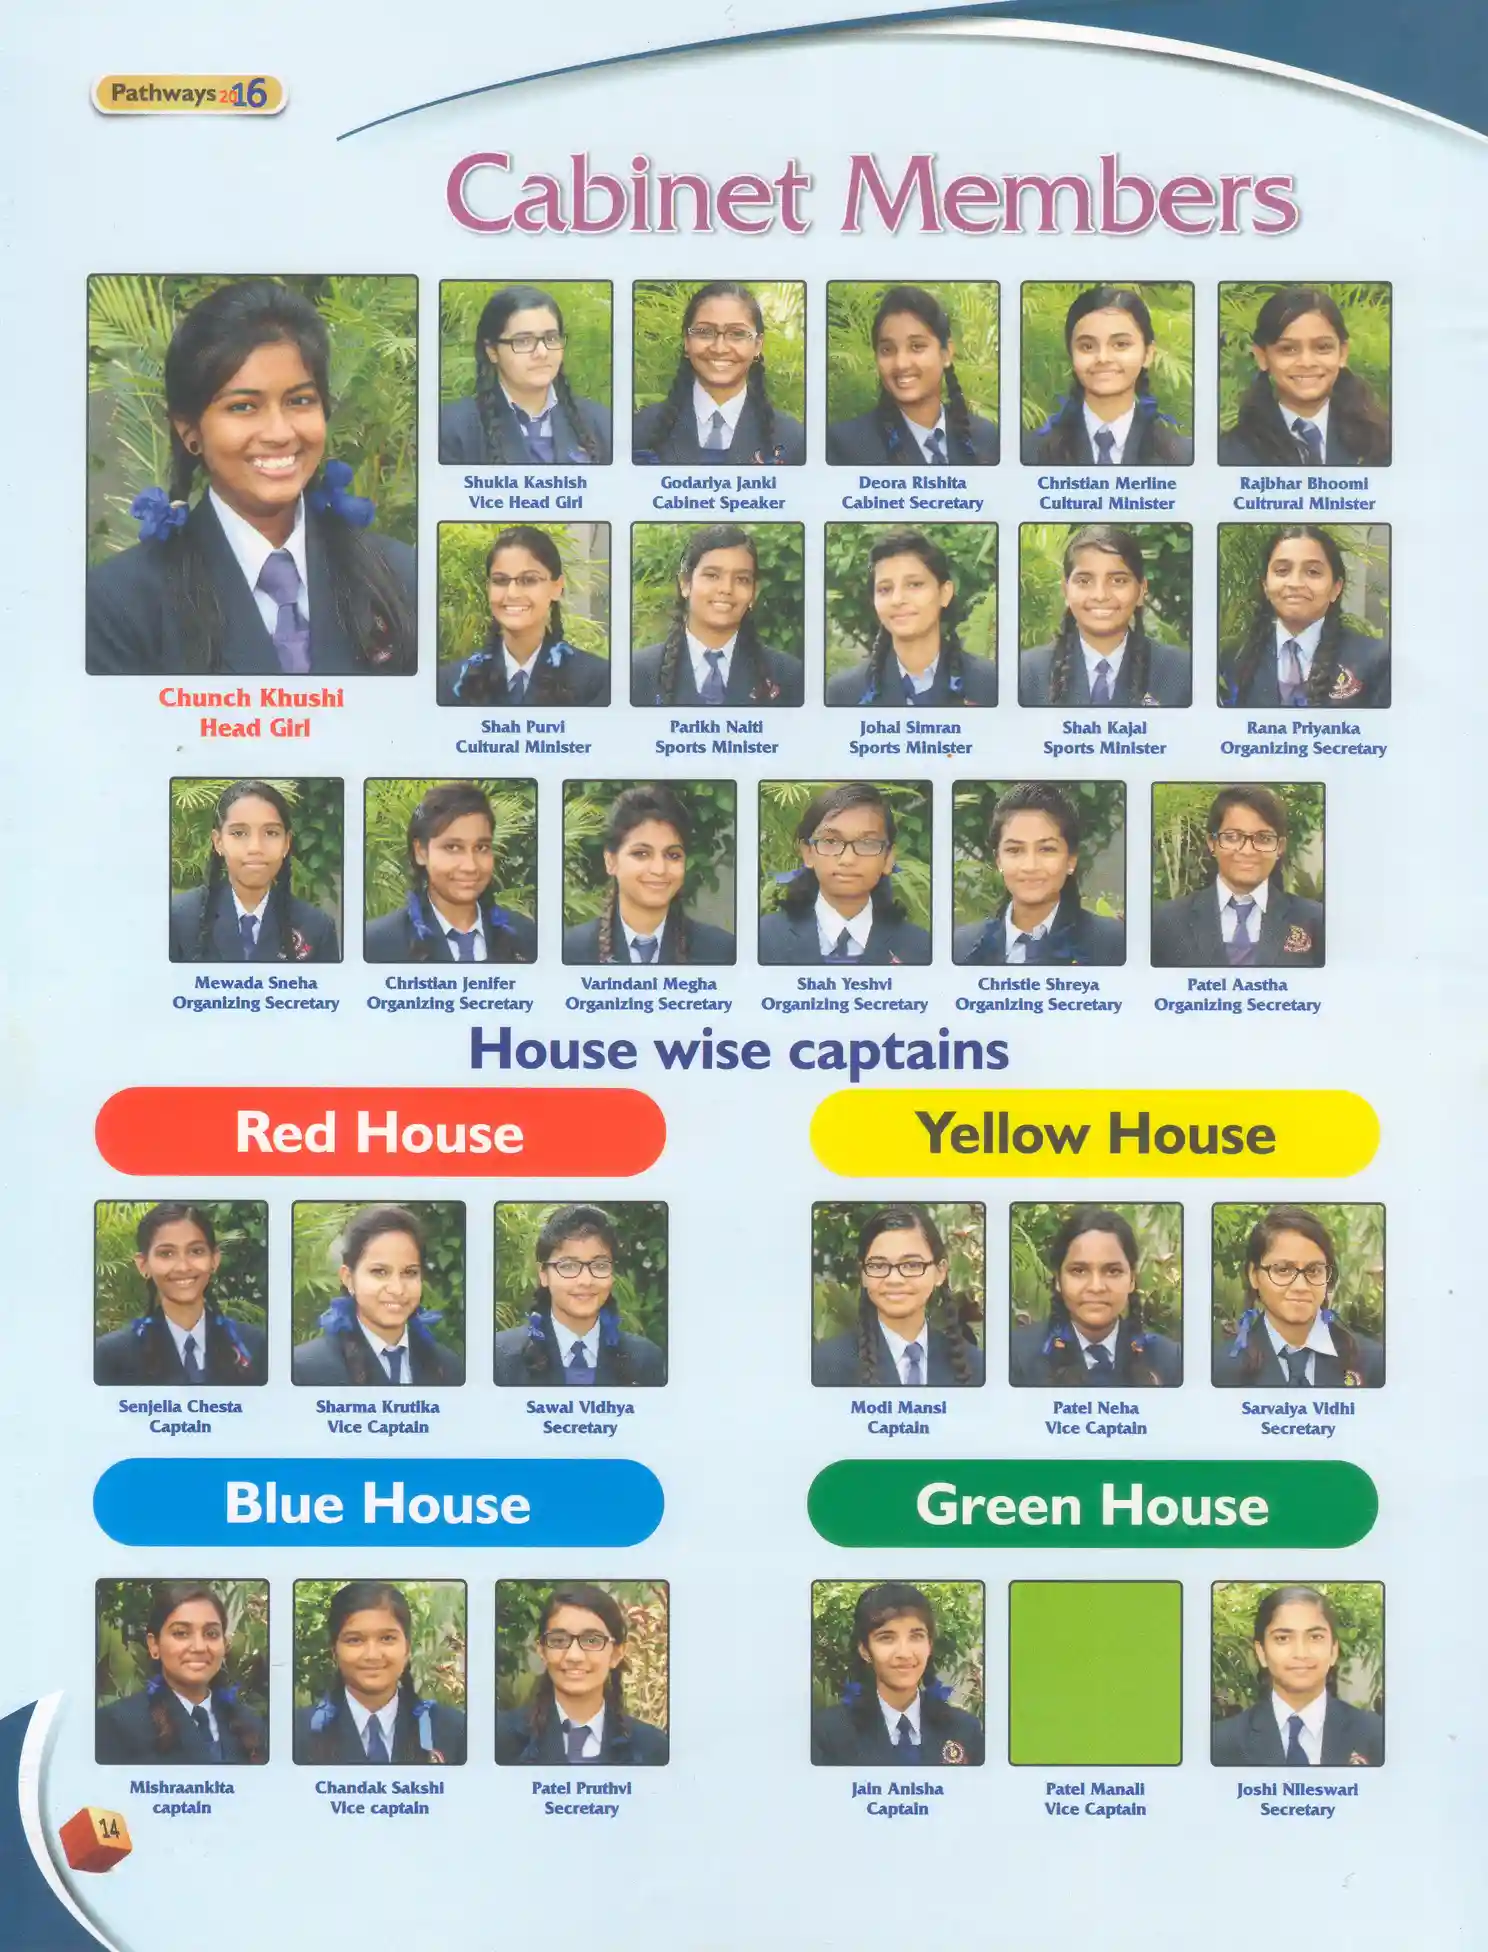 Pathways 2016
Cabinet Members
Chunch Khushi
Head Girl
Shukla Kashish
Vice Head Girl
Godariya Janki
Cabinet Speaker
Deora Rishita
Cabinet Secretary
Christian Merline
Cultural Minister
Rajbhar Bhoomi
Cultrural Minister
Shah Purvi
Cultural Minister
Parikh Naiti
Sports Minister
Johal Simran
Sports Minister
Shah Kajal
Sports Minister
Rana Priyanka
Organizing Secretary
Mewada Sneha
Organizing Secretary
Christian Jenifer
Organizing Secretary
Varindani Megha
Organizing Secretary
Shah Yeshvi
Organizing Secretary
Christie Shreya
Organizing Secretary
Patel Aastha
Organizing Secretary
House wise captains
Red House
Senjelia Chesta
Captain
Sharma Krutika
Vice Captain
Sawal Vidhya
Secretary
Yellow House
Modi Mansi
Captain
Patel Neha
Vice Captain
Sarvaiya Vidhi
Secretary
Blue House
Mishraankita
captain
Chandak Sakshi
Vice captain
Patel Pruthvi
Secretary
Green House
Jain Anisha
Captain
Patel Manali
Vice Captain
Joshi Nileswari
Secretary
14